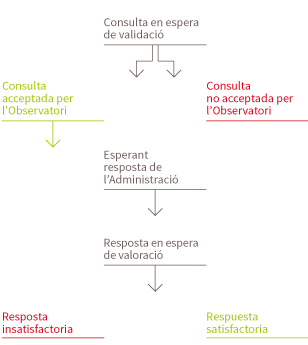 Consulta en espera
de validació
Consulta
acceptada per
l'Observatori
Consulta
no acceptada per
l'Observatori
Esperant
resposta de
l'Administració
Resposta en espera
de valoració
Resposta
insatisfactoria
Respuesta
satisfactoria